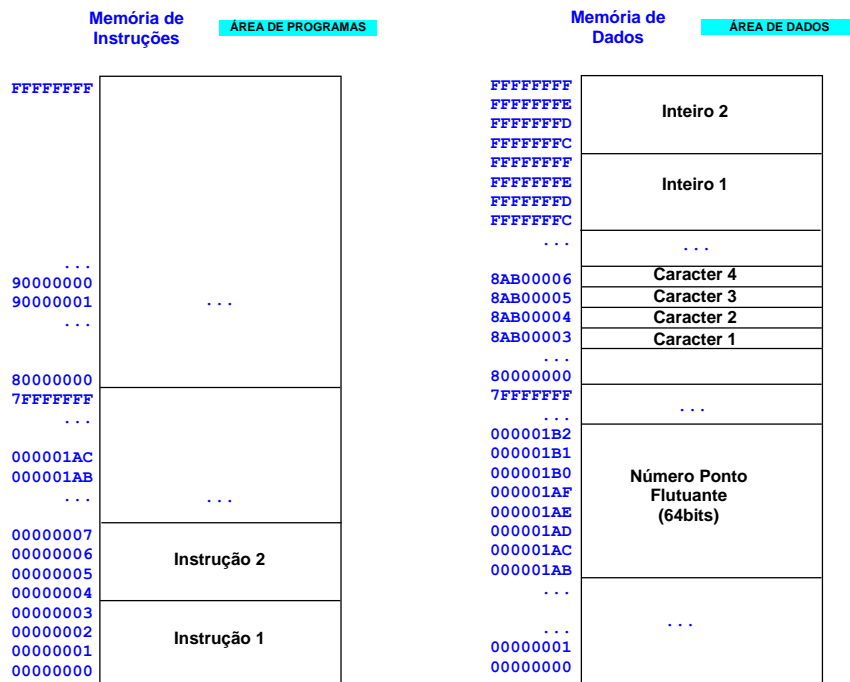 Memória de
Instruções
ÁREA DE PROGRAMAS
FFFFFFFF
...
90000000
90000001
...
...
80000000
7FFFFFFF
...
000001AC
000001AB
...
...
00000007
00000006
00000005
00000004
Instrução 2
00000003
00000002
00000001
00000000
Instrução 1
Memória de
Dados
ÁREA DE DADOS
FFFFFFFF
FFFFFFFE
FFFFFFFD
FFFFFFFC
Inteiro 2
FFFFFFFF
FFFFFFFE
FFFFFFFD
FFFFFFFC
Inteiro 1
...
...
8AB00006
Caracter 4
8AB00005
Caracter 3
8AB00004
Caracter 2
8AB00003
Caracter 1
...
80000000
7FFFFFFF
...
...
000001B2
000001B1
000001B0
000001AF
000001AE
000001AD
000001AC
000001AB
Número Ponto
Flutuante
(64bits)
...
...
...
00000001
00000000